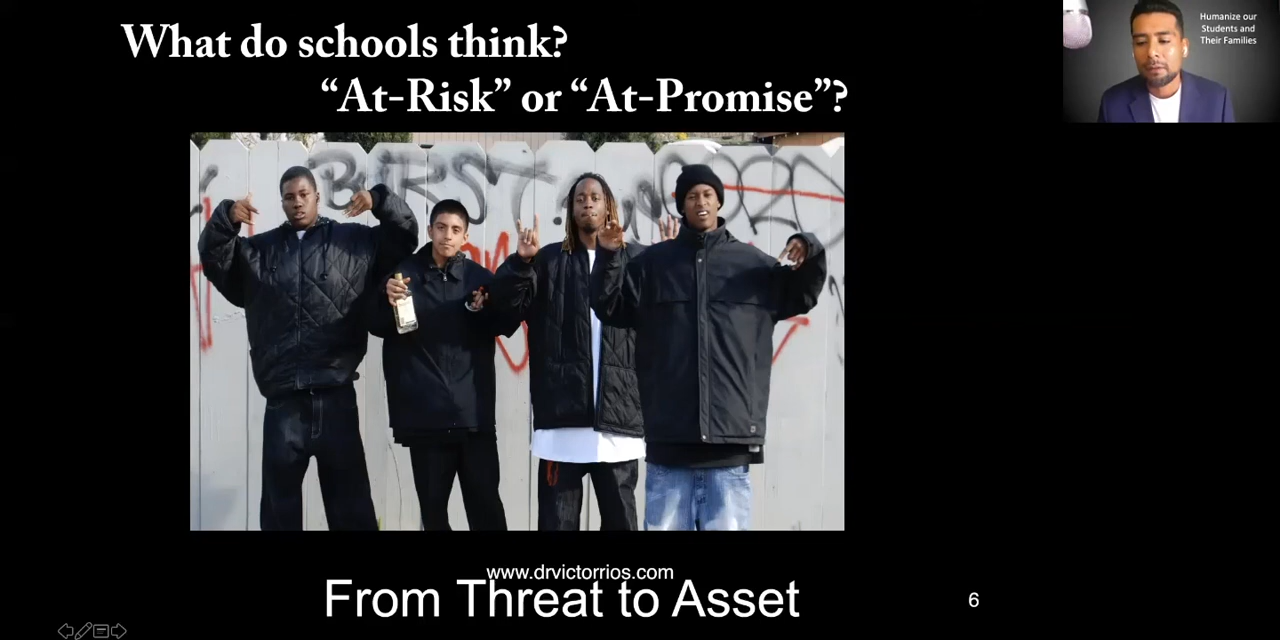 What do schools think?
“At-Risk” or “At-Promise”?
Humanize our
Students and
Their Families
BURST
www.drvictorrios.com
From Threat to Asset
6